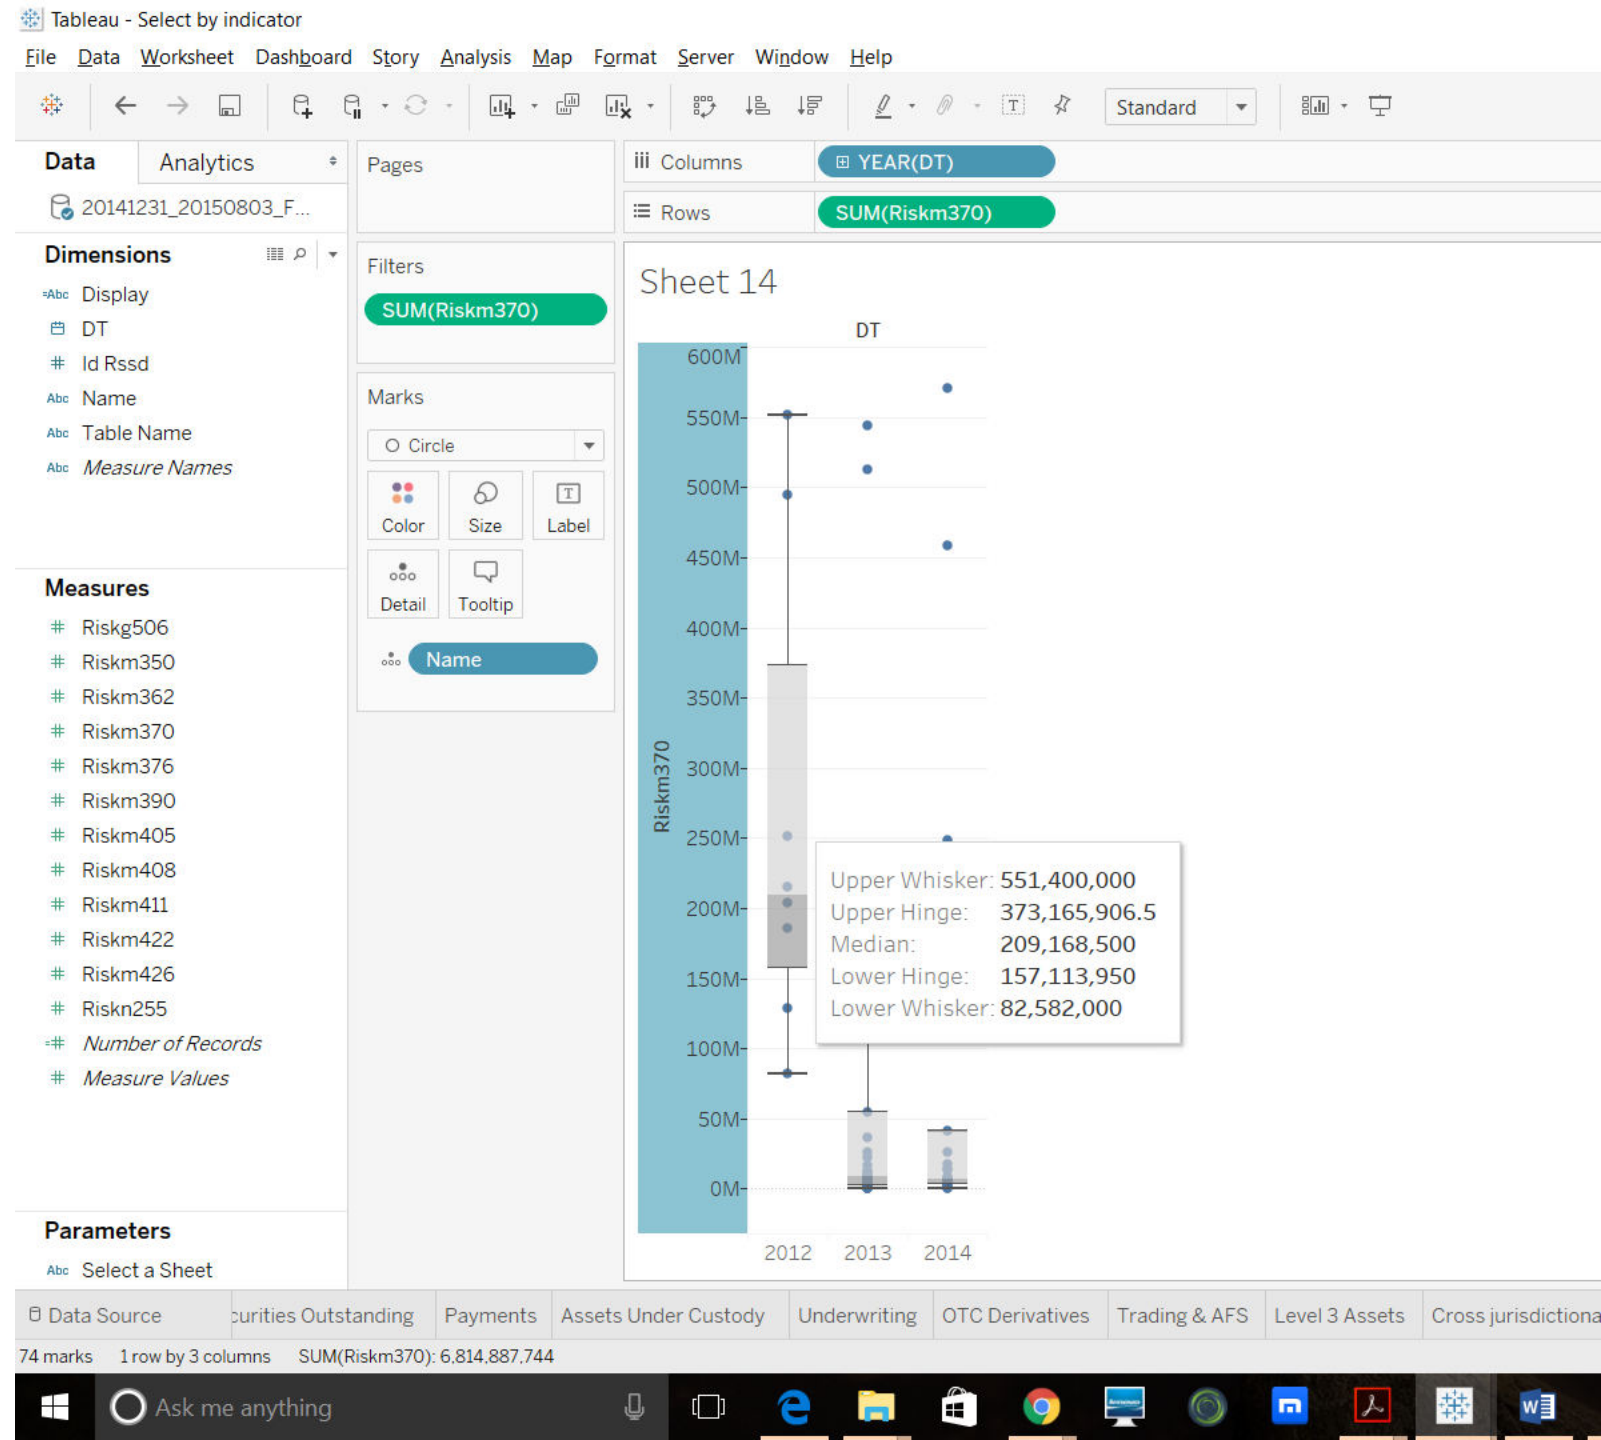 Tableau - Select by indicator
File Data Worksheet Dashboard Story Analysis Map Format Server Window Help
Standard
Data Analytics
20141231_20150803_F...
Dimensions
Abc Display
DT
# Id Rssd
Abc Name
Abc Table Name
Abc Measure Names
Measures
# Riskg506
# Riskm350
# Riskm362
# Riskm370
# Riskm376
# Riskm390
# Riskm405
# Riskm408
# Riskm411
# Riskm422
# Riskm426
# Riskn255
=# Number of Records
# Measure Values
Parameters
Abc Select a Sheet
Pages
Filters
SUM(Riskm370)
Marks
Circle
Color Size Label
Detail Tooltip
Name
Columns YEAR(DT)
Rows SUM(Riskm370)
Sheet 14
DT
Riskm370
600M
550M
500M
450M
400M
350M
300M
250M
200M
150M
100M
50M
0M
Upper Whisker: 551,400,000
Upper Hinge: 373,165,906.5
Median: 209,168,500
Lower Hinge: 157,113,950
Lower Whisker: 82,582,000
2012 2013 2014
Data Source curities Outstanding Payments Assets Under Custody Underwriting OTC Derivatives Trading & AFS Level 3 Assets Cross jurisdictiona
74 marks 1 row by 3 columns SUM(Riskm370): 6,814,887,744
Ask me anything